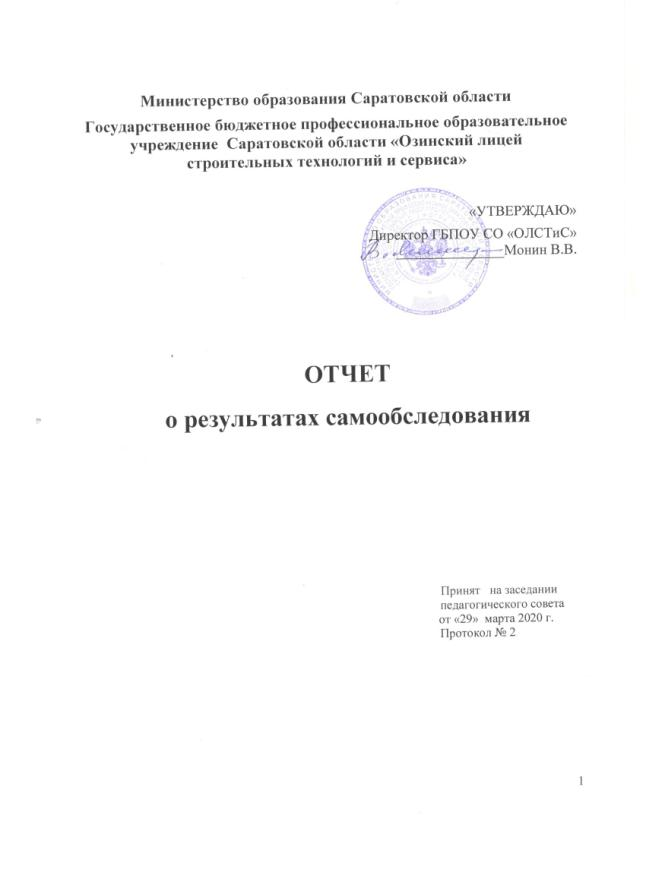 Министерство образования Саратовской области
Государственное бюджетное профессиональное образовательное
учреждение Саратовской области «Озинский лицей
строительных технологий и сервиса»
«УТВЕРЖДАЮ»
Директор ГБПОУ СО «ОЛСТиС»
Монин В.В.
ОТЧЕТ
о результатах самообследования
Принят на заседании
педагогического совета
от «29» марта 2020 г.
Протокол № 2
1